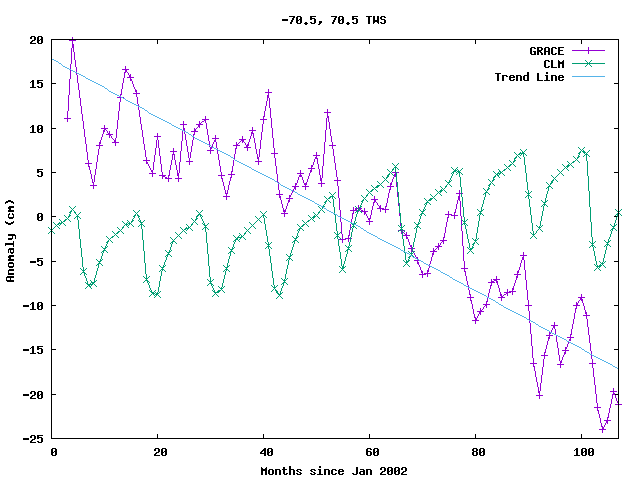 -70.5, 70.5 TWS
GRACE
CLM
Trend Line
20
15
10
5
0
-5
-10
-15
-20
-25
Anomaly (cm)
0 20 40 60 80 100
Months since Jan 2002